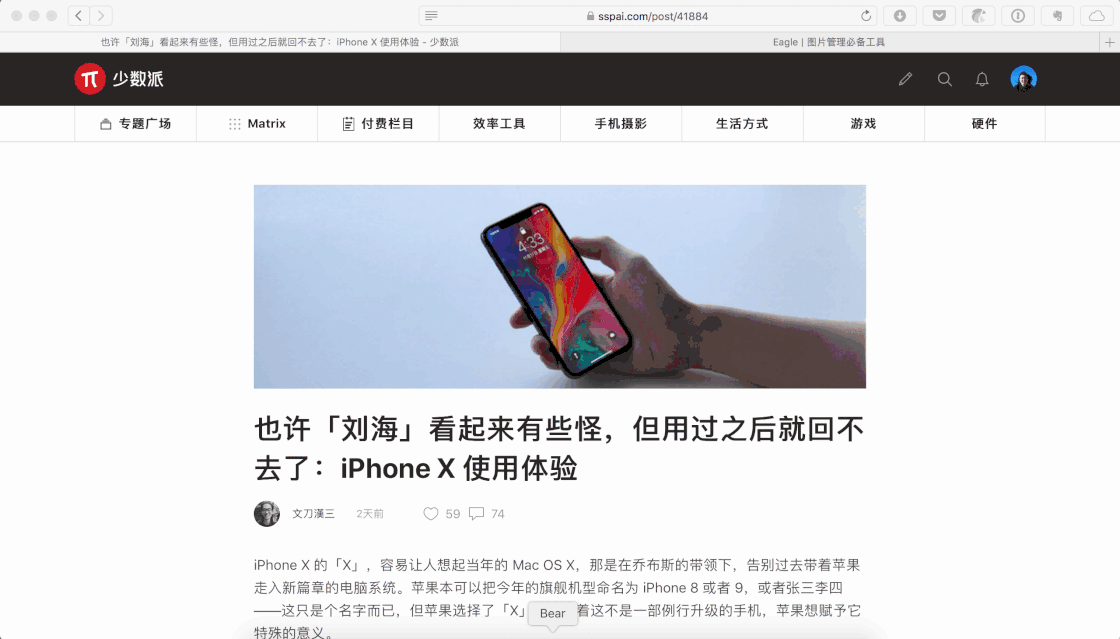 sspai.com/post/41884
也许「刘海」看起来有些怪，但用过之后就回不去了：iPhone X 使用体验 - 少数派
Eagle | 图片管理必备工具
少数派
专题广场
Matrix
付费栏目
效率工具
手机摄影
生活方式
游戏
硬件
4:33
也许「刘海」看起来有些怪，但用过之后就回不
去了：iPhone X 使用体验
文刀漢三 2天前 59 74
iPhone X 的「X」，容易让人想起当年的 Mac OS X，那是在乔布斯的带领下，告别过去带着苹果
走入新篇章的电脑系统。苹果本可以把今年的旗舰机型命名为 iPhone 8 或者 9，或者张三李四
——这只是个名字而已，但苹果选择了「X」 着这不是一部例行升级的手机，苹果想赋予它
Bear
特殊的意义。